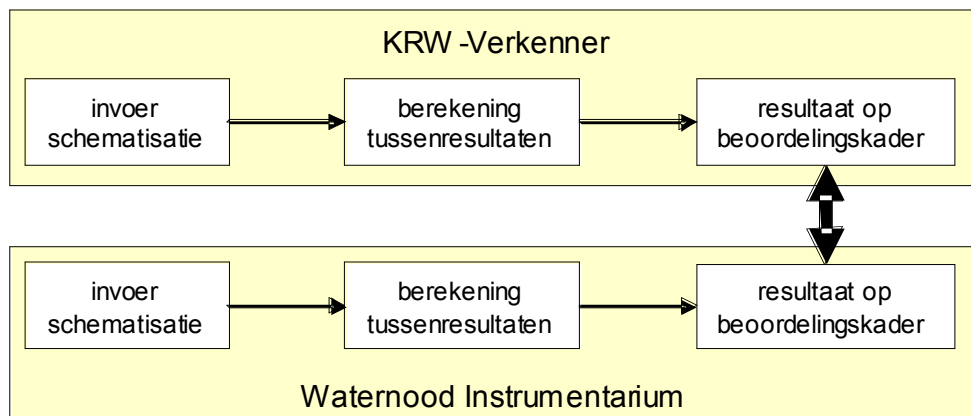 KRW -Verkenner
invoer
schematisatie
berekening
tussenresultaten
resultaat op
beoordelingskader
invoer
schematisatie
berekening
tussenresultaten
resultaat op
beoordelingskader
Waternood Instrumentarium